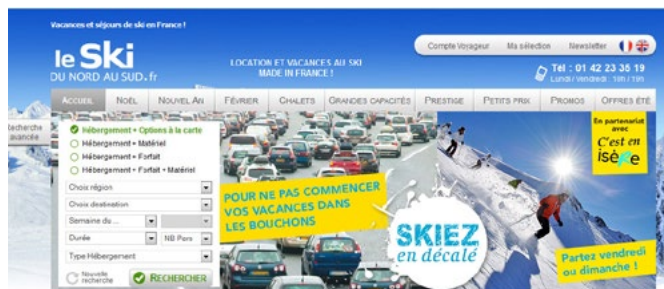 Vacances et séjours de ski en France !
Compte Voyageur Ma sélection Newsletter
le Ski
DU NORD AU SUD.fr
LOCATION ET VACANCES AU SKI
MADE IN FRANCE !
Tél : 01 42 23 35 19
Lundi / Vendredi : 10h / 19h
ACCUEIL NOËL NOUVEL AN FÉVRIER CHALETS GRANDES CAPACITÉS PRESTIGE PETITS PRIX PROMOS OFFRES ÉTÉ
Recherche
avancée
Hébergement + Options à la carte
Hébergement + Matériel
Hébergement + Forfait
Hébergement + Forfait + Matériel
Choix région
Choix destination
Semaine du ...
Durée NB Pers
Type Hébergement
Nouvelle
recherche
RECHERCHER
POUR NE PAS COMMENCER
VOS VACANCES DANS
LES BOUCHONS
SKIEZ
en décalé
En partenariat
avec
C'est en
isère
Partez vendredi
ou dimanche !